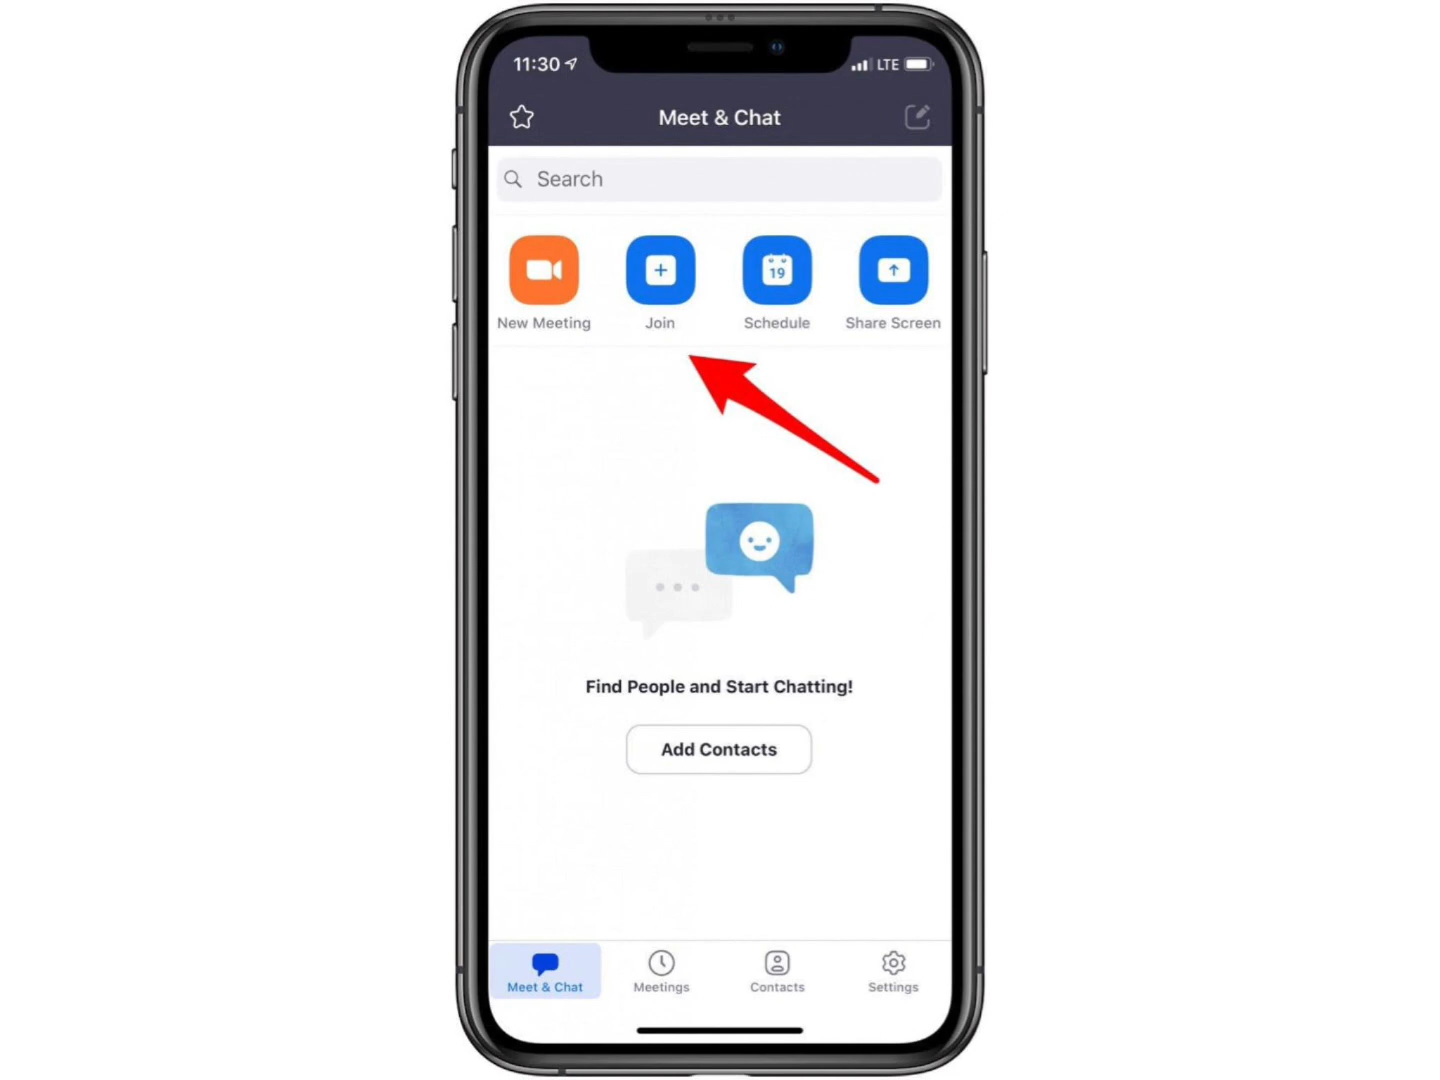 11:30 LTE
Meet & Chat
Search
19
New Meeting Join Schedule Share Screen
Find People and Start Chatting!
Add Contacts
Meet & Chat Meetings Contacts Settings